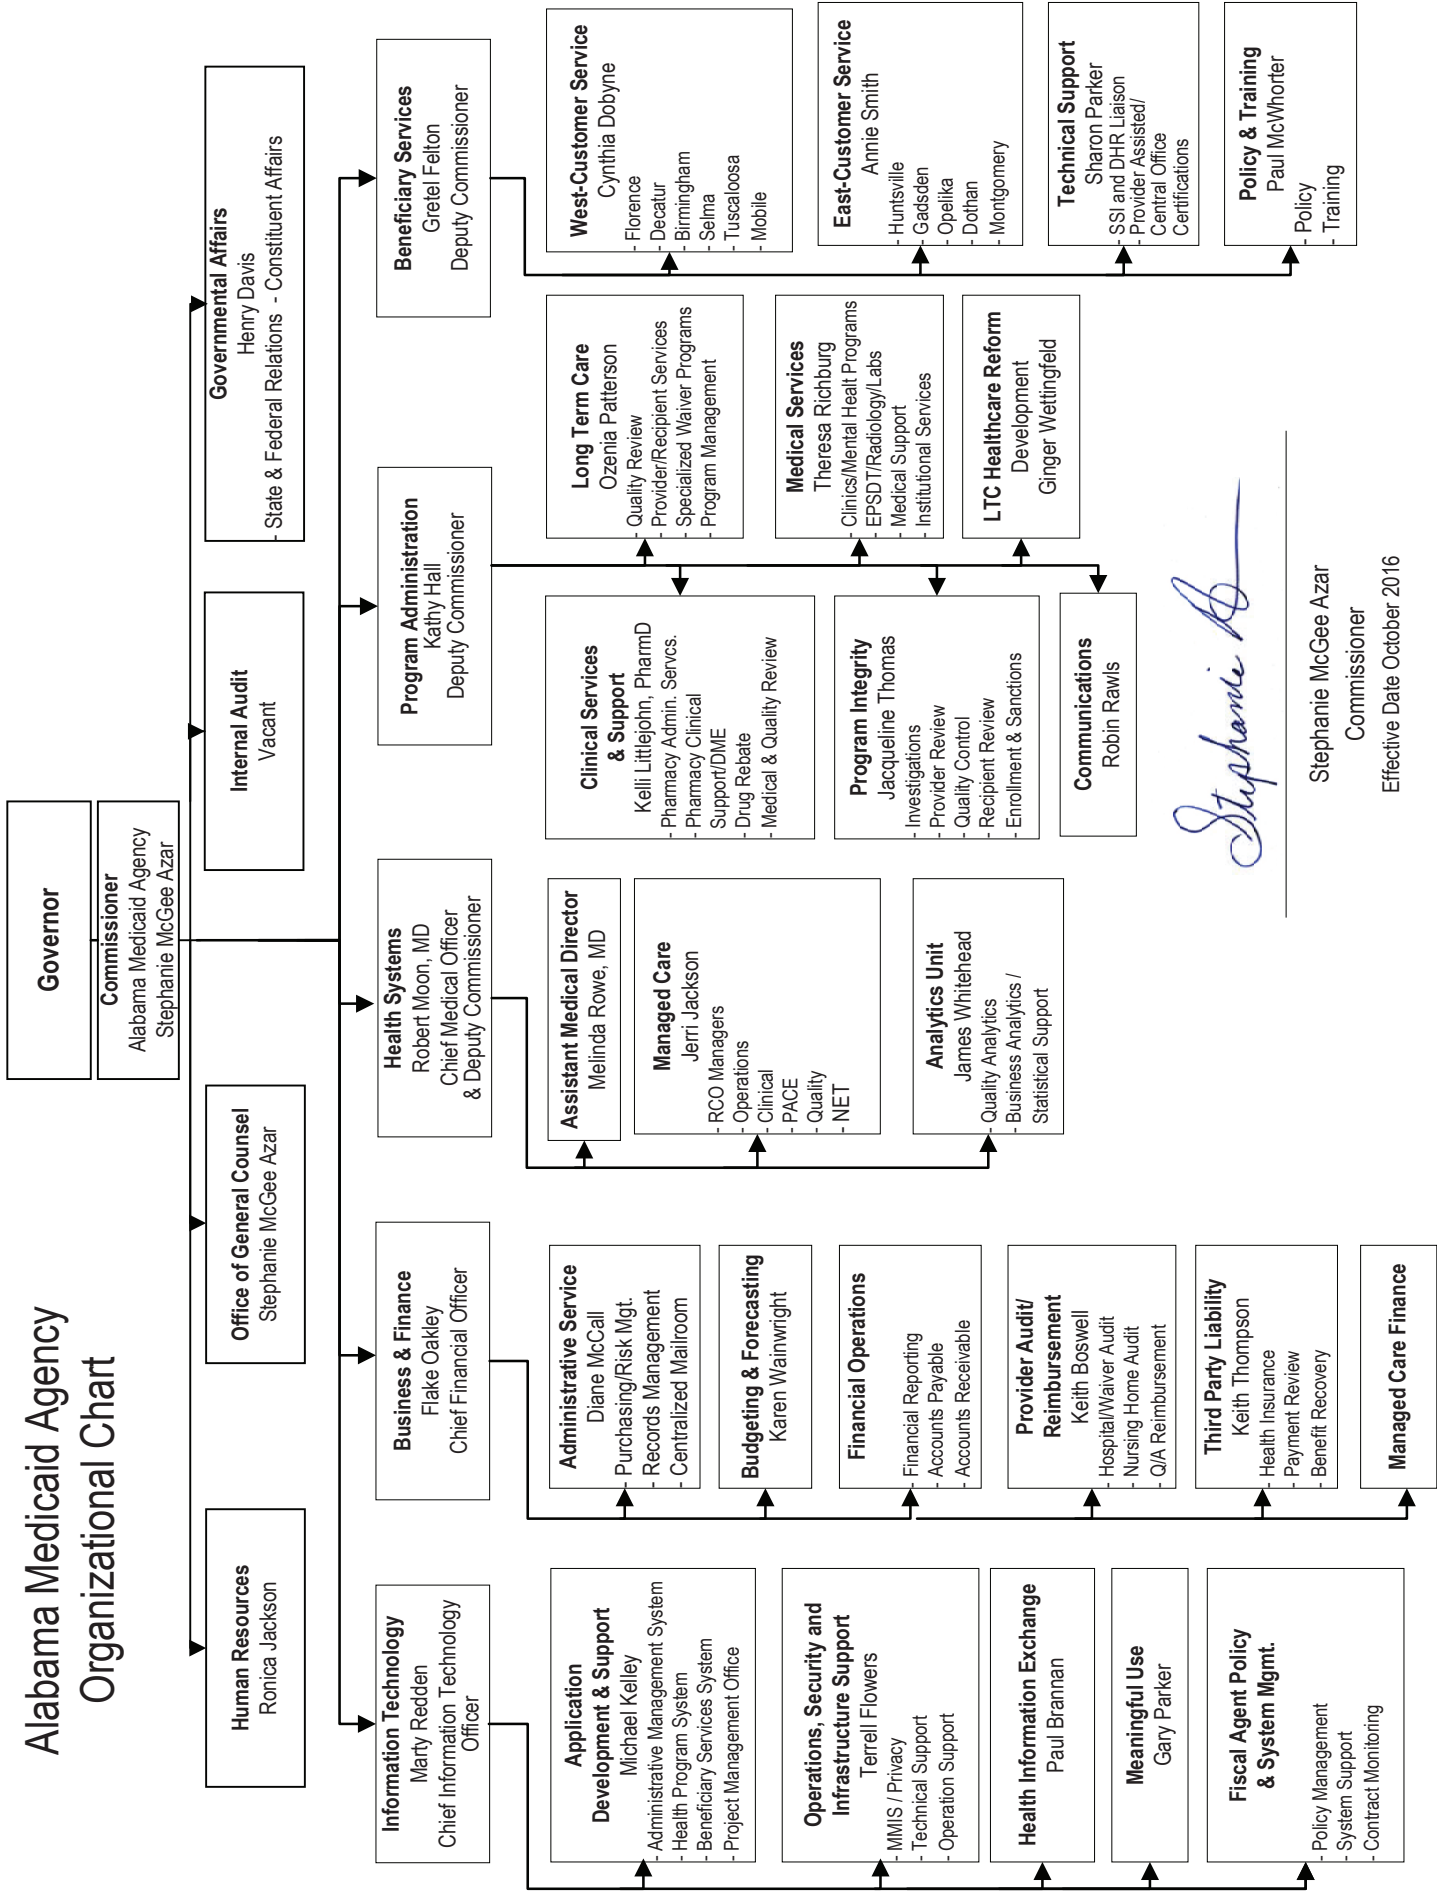 Alabama Medicaid Agency
Organizational Chart
Governor
Commissioner
Alabama Medicaid Agency
Stephanie McGee Azar
Human Resources
Ronica Jackson
Office of General Counsel
Stephanie McGee Azar
Internal Audit
Vacant
Governmental Affairs
Henry Davis
- State & Federal Relations - Constituent Affairs
Information Technology
Marty Redden
Chief Information Technology
Officer
Application
Development & Support
Michael Kelley
- Administrative Management System
- Health Program System
- Beneficiary Services System
- Project Management Office
Operations, Security and
Infrastructure Support
Terrell Flowers
- MMIS / Privacy
- Technical Support
- Operation Support
Health Information Exchange
Paul Brannan
Meaningful Use
Gary Parker
Fiscal Agent Policy
& System Mgmt.
- Policy Management
- System Support
- Contract Monitoring
Business & Finance
Flake Oakley
Chief Financial Officer
Administrative Service
Diane McCall
- Purchasing/Risk Mgt.
- Records Management
- Centralized Mailroom
Budgeting & Forecasting
Karen Wainwright
Financial Operations
- Financial Reporting
- Accounts Payable
- Accounts Receivable
Provider Audit/
Reimbursement
Keith Boswell
- Hospital/Waiver Audit
- Nursing Home Audit
- Q/A Reimbursement
Third Party Liability
Keith Thompson
- Health Insurance
- Payment Review
- Benefit Recovery
Managed Care Finance
Health Systems
Robert Moon, MD
Chief Medical Officer
& Deputy Commissioner
Assistant Medical Director
Melinda Rowe, MD
Managed Care
Jerri Jackson
- RCO Managers
- Operations
- Clinical
- PACE
- Quality
- NET
Analytics Unit
James Whitehead
- Quality Analytics
- Business Analytics /
Statistical Support
Program Administration
Kathy Hall
Deputy Commissioner
Clinical Services
& Support
Kelli Littlejohn, PharmD
- Pharmacy Admin. Servcs.
- Pharmacy Clinical
Support/DME
- Drug Rebate
- Medical & Quality Review
Program Integrity
Jacqueline Thomas
- Investigations
- Provider Review
- Quality Control
- Recipient Review
- Enrollment & Sanctions
Communications
Robin Rawls
Long Term Care
Ozenia Patterson
- Quality Review
- Provider/Recipient Services
- Specialized Waiver Programs
- Program Management
Medical Services
Theresa Richburg
- Clinics/Mental Healt Programs
- EPSDT/Radiology/Labs
- Medical Support
- Institutional Services
LTC Healthcare Reform
Development
Ginger Wettingfeld
Beneficiary Services
Gretel Felton
Deputy Commissioner
West-Customer Service
Cynthia Dobyne
- Florence
- Decatur
- Birmingham
- Selma
- Tuscaloosa
- Mobile
East-Customer Service
Annie Smith
- Huntsville
- Gadsden
- Opelika
- Dothan
- Montgomery
Technical Support
Sharon Parker
- SSI and DHR Liaison
- Provider Assisted/
Central Office
Certifications
Policy & Training
Paul McWhorter
- Policy
- Training
Stephanie
Stephanie McGee Azar
Commissioner
Effective Date October 2016